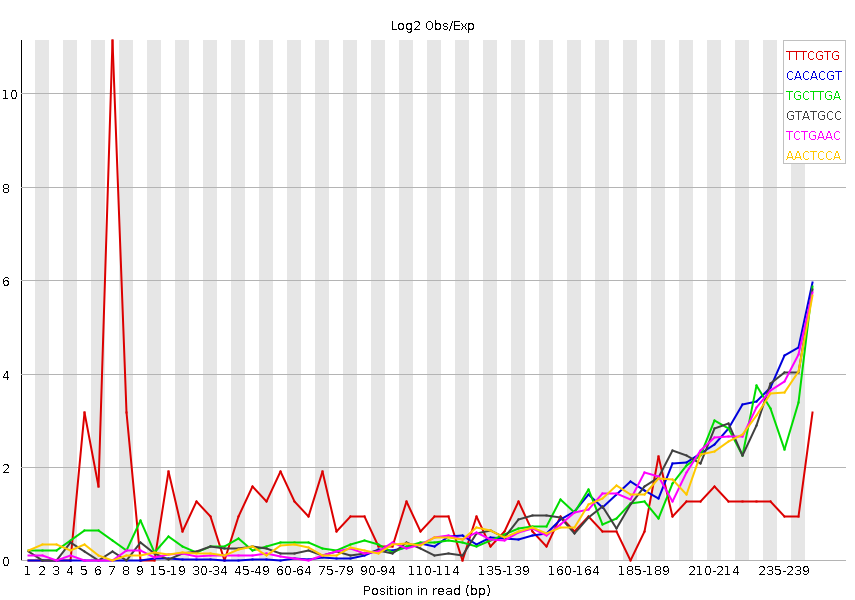 Log2 Obs/Exp
TTTCGTG
CACACGT
TGCTTGA
GTATGCC
TCTGAAC
AACTCCA
10
8
6
4
2
0
1 2 3 4 5 6 7 8 9 15-19 30-34 45-49 60-64 75-79 90-94 110-114 135-139 160-164 185-189 210-214 235-239
Position in read (bp)